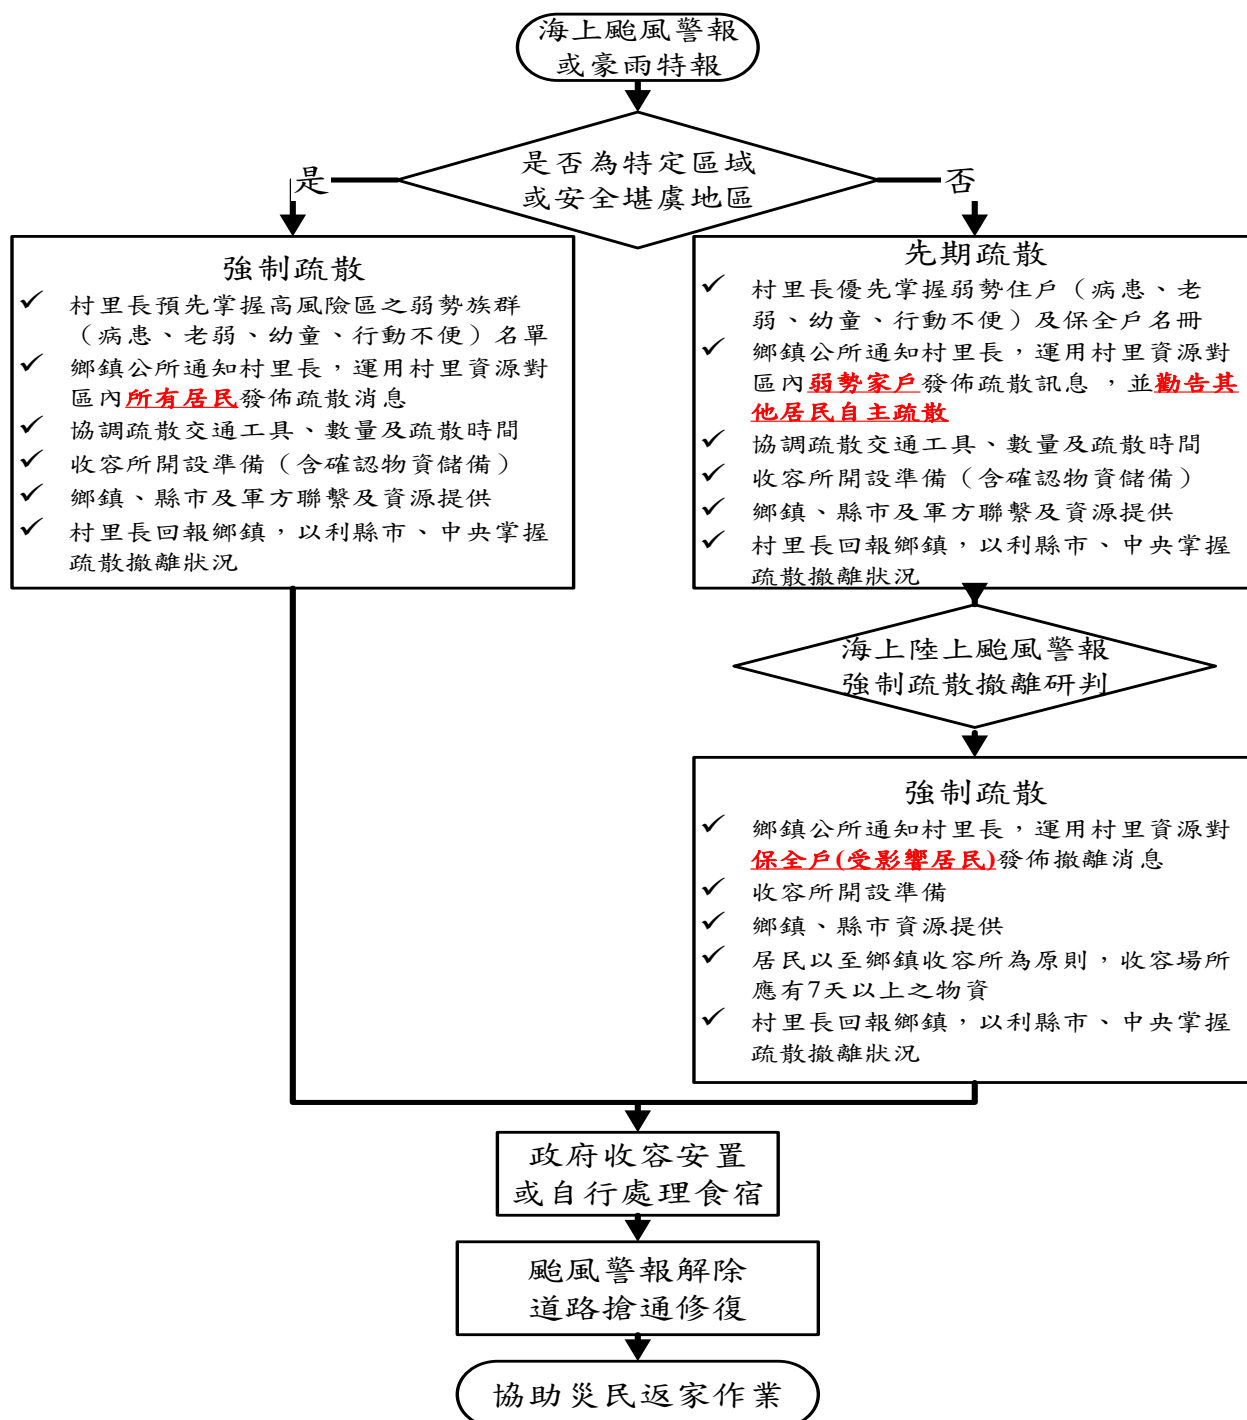 海上颱風警報
或豪雨特報
是否為特定區域
或安全堪虞地區
是
否
強制疏散
✓ 村里長預先掌握高風險區之弱勢族群
（病患、老弱、幼童、行動不便）名單
✓ 鄉鎮公所通知村里長，運用村里資源對
區內所有居民發佈疏散消息
✓ 協調疏散交通工具、數量及疏散時間
✓ 收容所開設準備（含確認物資儲備）
✓ 鄉鎮、縣市及軍方聯繫及資源提供
✓ 村里長回報鄉鎮，以利縣市、中央掌握
疏散撤離狀況
先期疏散
✓ 村里長優先掌握弱勢住戶（病患、老
弱、幼童、行動不便）及保全戶名冊
✓ 鄉鎮公所通知村里長，運用村里資源對
區內弱勢家戶發佈疏散訊息，並勸告其
他居民自主疏散
✓ 協調疏散交通工具、數量及疏散時間
✓ 收容所開設準備（含確認物資儲備）
✓ 鄉鎮、縣市及軍方聯繫及資源提供
✓ 村里長回報鄉鎮，以利縣市、中央掌握
疏散撤離狀況
海上陸上颱風警報
強制疏散撤離研判
強制疏散
✓ 鄉鎮公所通知村里長，運用村里資源對
保全戶(受影響居民)發佈撤離消息
✓ 收容所開設準備
✓ 鄉鎮、縣市資源提供
✓ 居民以至鄉鎮收容所為原則，收容場所
應有7天以上之物資
✓ 村里長回報鄉鎮，以利縣市、中央掌握
疏散撤離狀況
政府收容安置
或自行處理食宿
颱風警報解除
道路搶通修復
協助災民返家作業